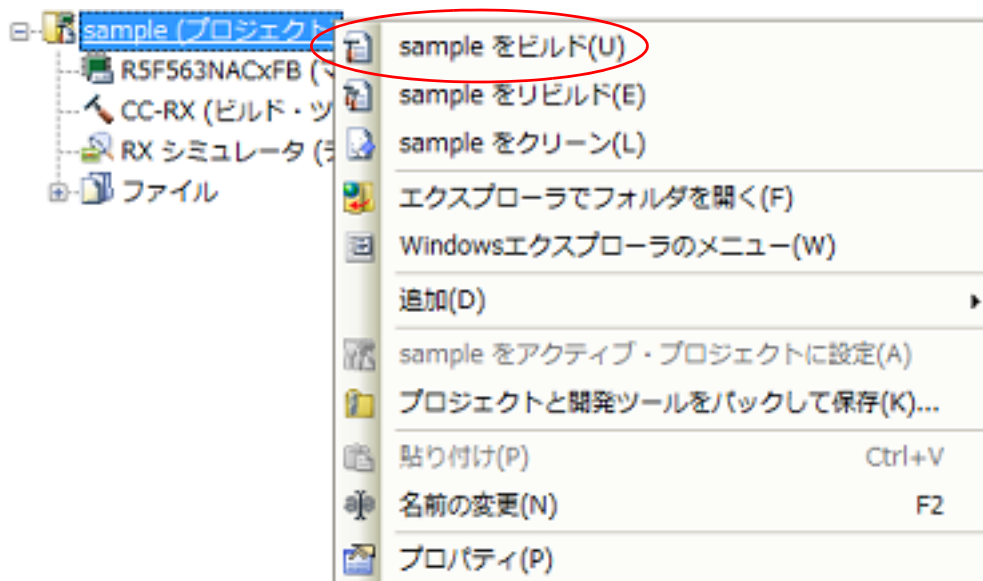 sample (プロジェクト
R5F563NACxFB (
CC-RX (ビルド・ツ
RX シミュレータ (
ファイル
sample をビルド(U)
sample をリビルド(E)
sample をクリーン(L)
エクスプローラでフォルダを開く(F)
Windowsエクスプローラのメニュー(W)
追加(D)
sample をアクティブ・プロジェクトに設定(A)
プロジェクトと開発ツールをパックして保存(K)...
貼り付け(P) Ctrl+V
名前の変更(N) F2
プロパティ(P)